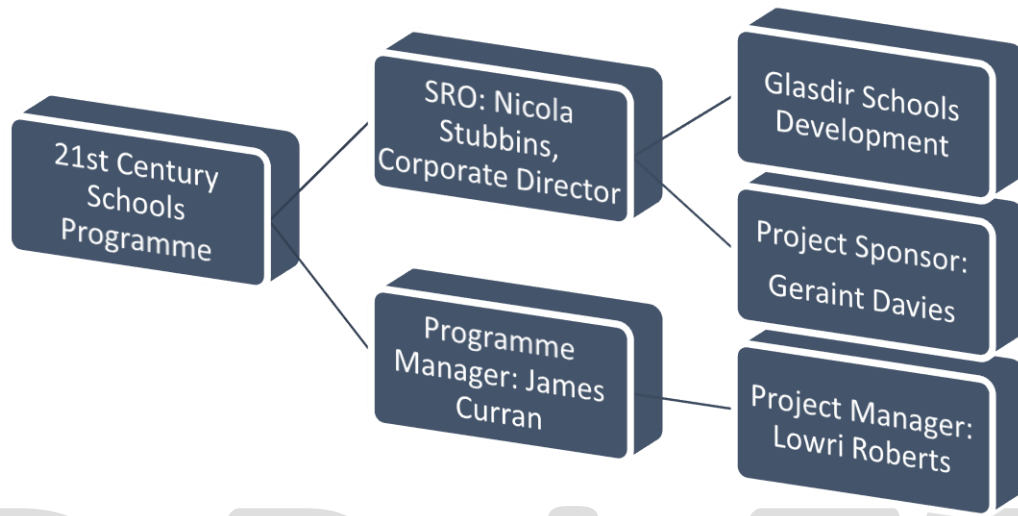 21st Century
Schools
Programme
SRO: Nicola
Stubbins,
Corporate Director
Programme
Manager: James
Curran
Glasdir Schools
Development
Project Sponsor:
Geraint Davies
Project Manager:
Lowri Roberts